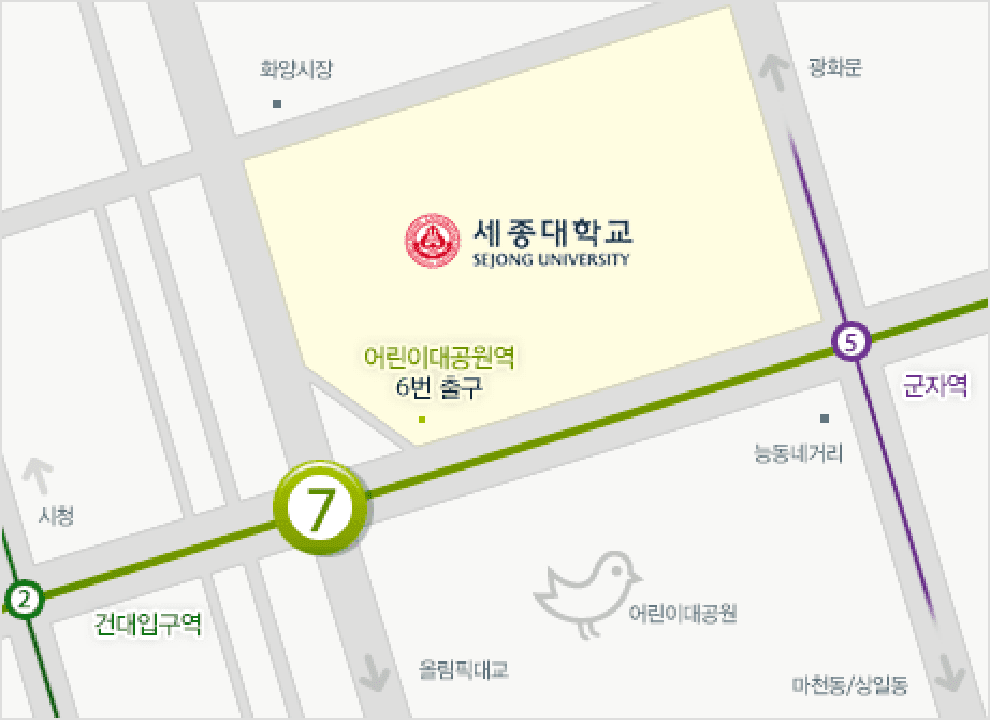 화양시장
광화문
세종대학교
SEJONG UNIVERSITY
어린이대공원역
6번 출구
5
군자역
능동네거리
7
시청
2
건대입구역
어린이대공원
올림픽대교
마천동/상일동